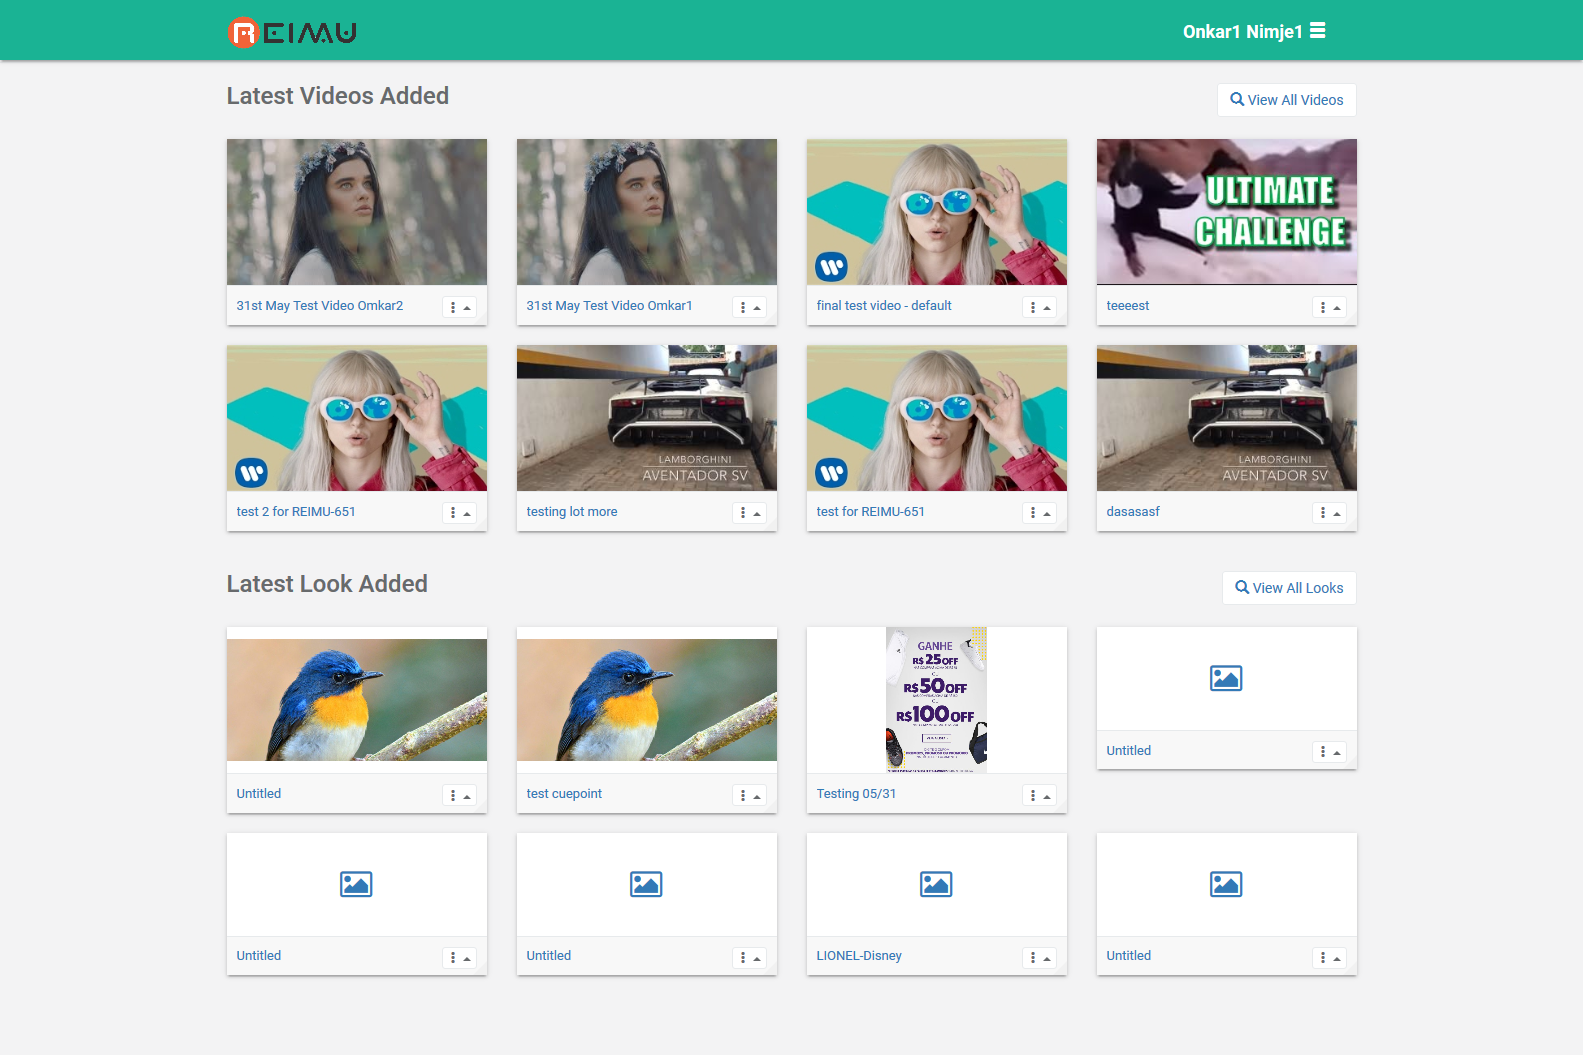 REIMU
Onkar1 Nimje1
Latest Videos Added
View All Videos
ULTIMATE
CHALLENGE
31st May Test Video Omkar2
31st May Test Video Omkar1
final test video - default
teeeest
LAMBORGHINI
AVENTADOR SV
LAMBORGHINI
AVENTADOR SV
test 2 for REIMU-651
testing lot more
test for REIMU-651
dasasasf
Latest Look Added
View All Looks
GANHE
R$25OFF
R$50OFF
R$100OFF
Untitled
test cuepoint
Testing 05/31
Untitled
Untitled
Untitled
LIONEL-Disney
Untitled